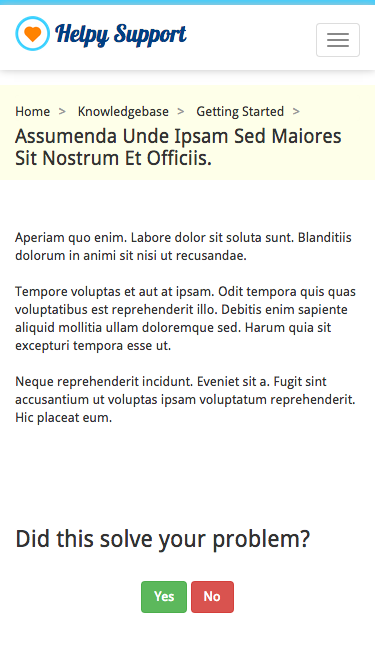 Helpy Support
Home > Knowledgebase > Getting Started >
Assumenda Unde Ipsam Sed Maiores
Sit Nostrum Et Officiis.
Aperiam quo enim. Labore dolor sit soluta sunt. Blanditiis
dolorum in animi sit nisi ut recusandae.
Tempore voluptas et aut at ipsam. Odit tempora quis quas
voluptatibus est reprehenderit illo. Debitis enim sapiente
aliquid mollitia ullam doloremque sed. Harum quia sit
excepturi tempora esse ut.
Neque reprehenderit incidunt. Eveniet sit a. Fugit sint
accusantium ut voluptas ipsam voluptatum reprehenderit.
Hic placeat eum.
Did this solve your problem?
Yes No